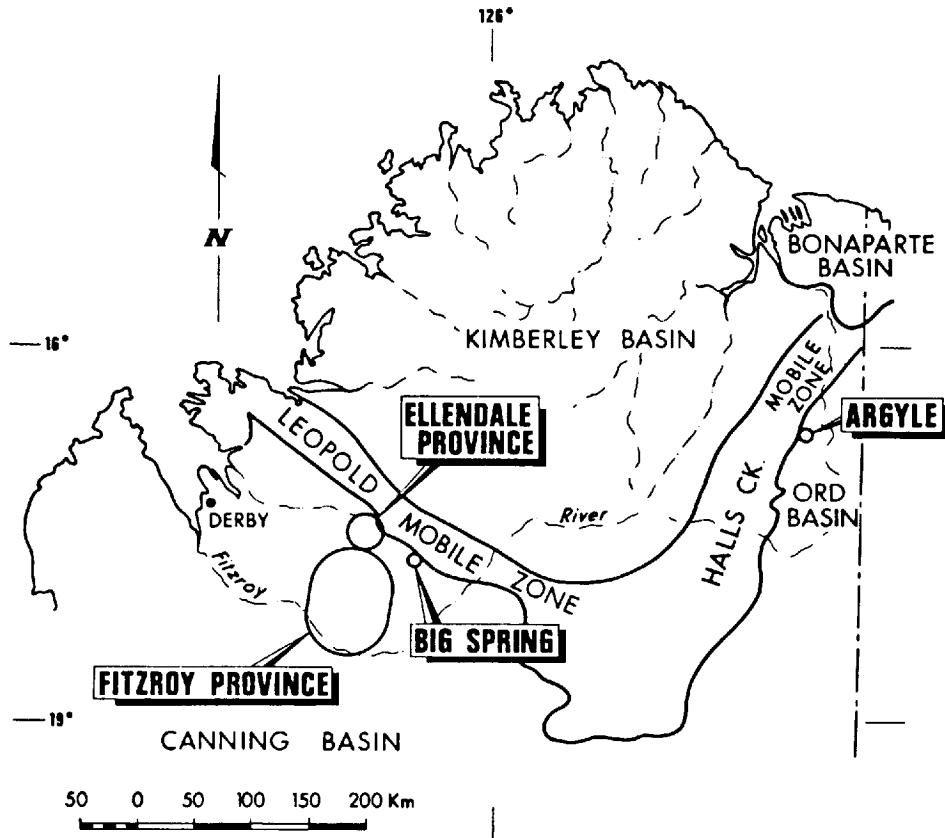 126°
N
BONAPARTE
BASIN
KIMBERLEY BASIN
16°
MOBILE
ZONE
ELLENDALE
PROVINCE
ARGYLE
LEOPOLD
MOBILE
ZONE
HALLS CK.
ORD
BASIN
River
DERBY
Fitzroy
BIG SPRING
FITZROY PROVINCE
19°
CANNING BASIN
50 0 50 100 150 200 Km